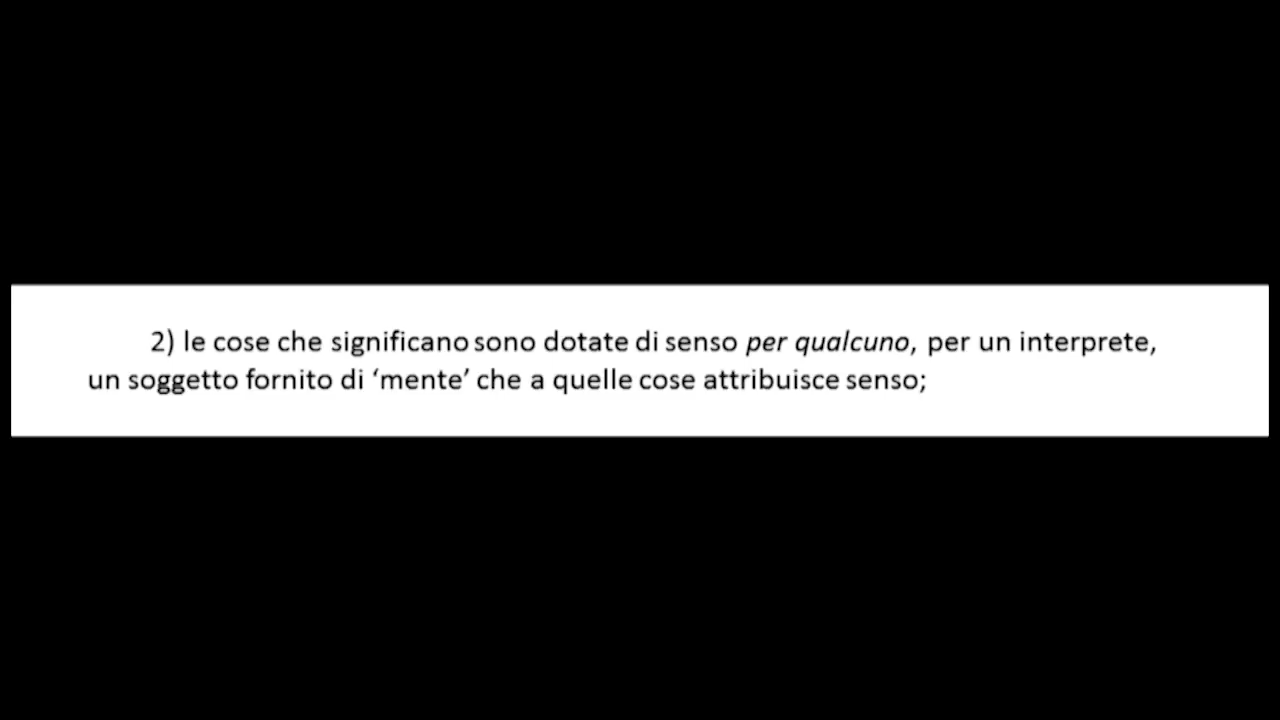 2) le cose che significano sono dotate di senso per qualcuno, per un interprete,
un soggetto fornito di ‘mente’ che a quelle cose attribuisce senso;